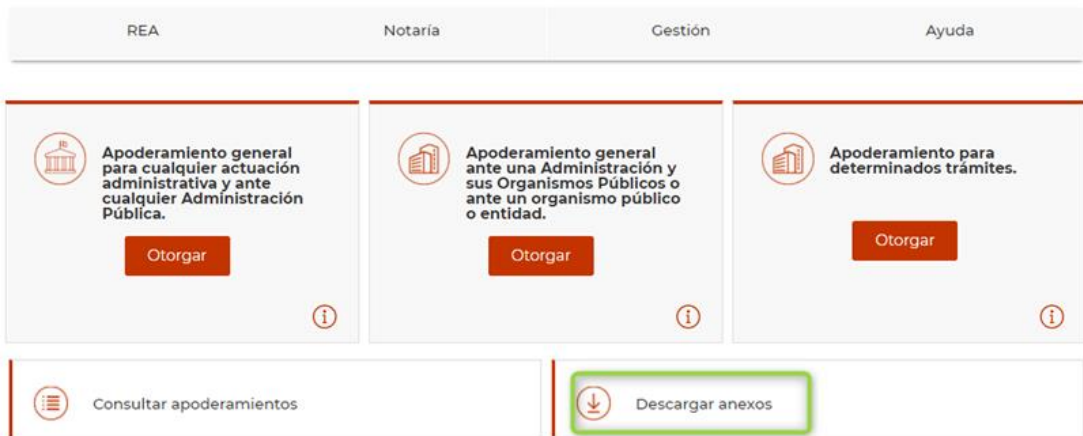 REA
Notaría
Gestión
Ayuda
Apoderamiento general
para cualquier actuación
administrativa y ante
cualquier Administración
Pública.
Otorgar
Apoderamiento general
ante una Administración y
sus Organismos Públicos o
ante un organismo público
o entidad.
Otorgar
Apoderamiento para
determinados trámites.
Otorgar
Consultar apoderamientos
Descargar anexos